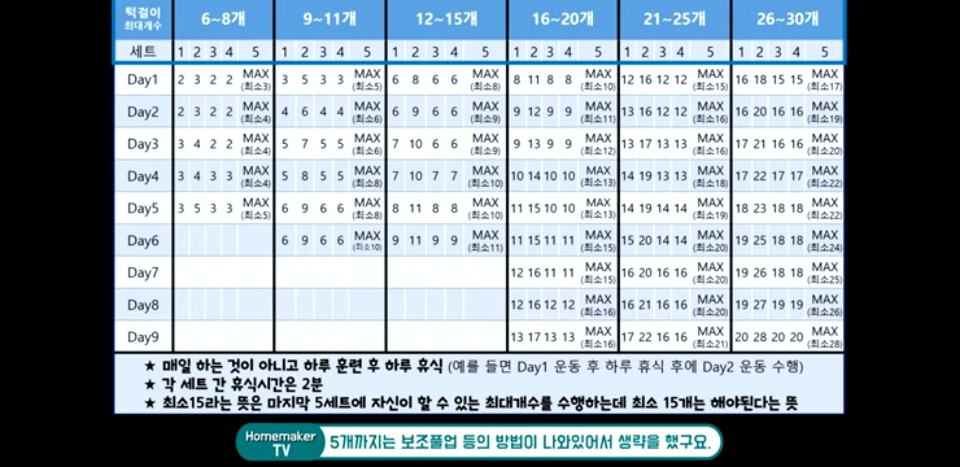 턱걸이 최대개수 6~8개 9~11개 12~15개 16~20개 21~25개 26~30개
세트 1 2 3 4 5 1 2 3 4 5 1 2 3 4 5 1 2 3 4 5 1 2 3 4 5 1 2 3 4 5
Day1 2 3 2 2 MAX (최소3) 3 5 3 3 MAX (최소5) 6 8 6 6 MAX (최소8) 8 11 8 8 MAX (최소10) 12 16 12 12 MAX (최소15) 16 18 15 15 MAX (최소17)
Day2 2 3 2 2 MAX (최소4) 4 6 4 4 MAX (최소6) 6 9 6 6 MAX (최소9) 9 12 9 9 MAX (최소11) 13 16 12 12 MAX (최소16) 16 20 16 16 MAX (최소19)
Day3 3 4 2 2 MAX (최소4) 5 7 5 5 MAX (최소6) 7 10 6 6 MAX (최소9) 9 13 9 9 MAX (최소12) 13 17 13 13 MAX (최소16) 17 21 16 16 MAX (최소20)
Day4 3 4 3 3 MAX (최소4) 5 8 5 5 MAX (최소8) 7 10 7 7 MAX (최소10) 10 14 10 10 MAX (최소13) 14 19 13 13 MAX (최소18) 17 22 17 17 MAX (최소22)
Day5 3 5 3 3 MAX (최소5) 6 9 6 6 MAX (최소8) 8 11 8 8 MAX (최소10) 11 15 10 10 MAX (최소13) 14 19 14 14 MAX (최소19) 18 23 18 18 MAX (최소22)
Day6 6 9 6 6 MAX (최소10) 9 11 9 9 MAX (최소11) 11 15 11 11 MAX (최소15) 15 20 14 14 MAX (최소20) 19 25 18 18 MAX (최소24)
Day7 12 16 11 11 MAX (최소15) 16 20 16 16 MAX (최소20) 19 26 18 18 MAX (최소25)
Day8 12 16 12 12 MAX (최소16) 16 21 16 16 MAX (최소20) 19 27 19 19 MAX (최소26)
Day9 13 17 13 13 MAX (최소16) 17 22 16 16 MAX (최소21) 20 28 20 20 MAX (최소28)
★ 매일 하는 것이 아니고 하루 훈련 후 하루 휴식 (예를 들면 Day1 운동 후 하루 휴식 후에 Day2 운동 수행)
★ 각 세트 간 휴식시간은 2분
★ 최소15라는 뜻은 마지막 5세트에 자신이 할 수 있는 최대개수를 수행하는데 최소 15개는 해야된다는 뜻
Homemaker TV
5개까지는 보조풀업 등의 방법이 나와있어서 생략을 했구요.